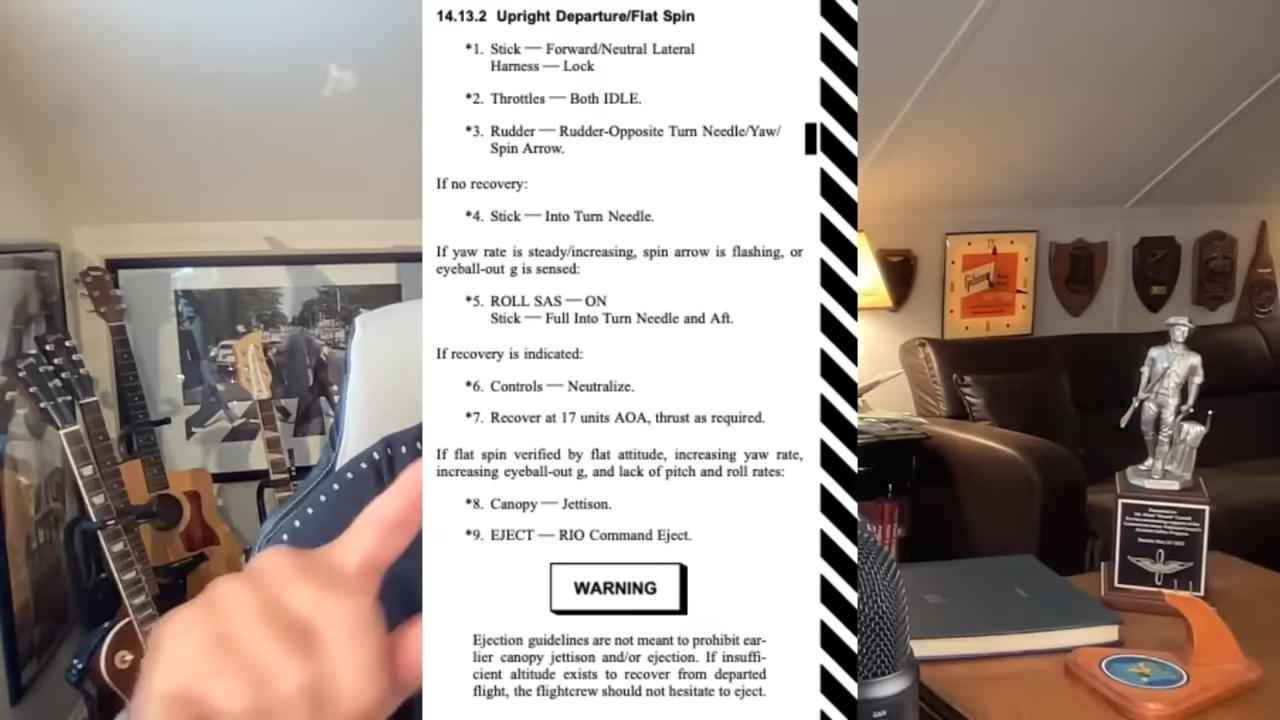 14.13.2 Upright Departure/Flat Spin
*1. Stick — Forward/Neutral Lateral
Harness — Lock
*2. Throttles — Both IDLE.
*3. Rudder — Rudder-Opposite Turn Needle/Yaw/
Spin Arrow.
If no recovery:
*4. Stick — Into Turn Needle.
If yaw rate is steady/increasing, spin arrow is flashing, or
eyeball-out g is sensed:
*5. ROLL SAS — ON
Stick — Full Into Turn Needle and Aft.
If recovery is indicated:
*6. Controls — Neutralize.
*7. Recover at 17 units AOA, thrust as required.
If flat spin verified by flat attitude, increasing yaw rate,
increasing eyeball-out g, and lack of pitch and roll rates:
*8. Canopy — Jettison.
*9. EJECT — RIO Command Eject.
WARNING
Ejection guidelines are not meant to prohibit ear-
lier canopy jettison and/or ejection. If insuffi-
cient altitude exists to recover from departed
flight, the flightcrew should not hesitate to eject.
Gibson